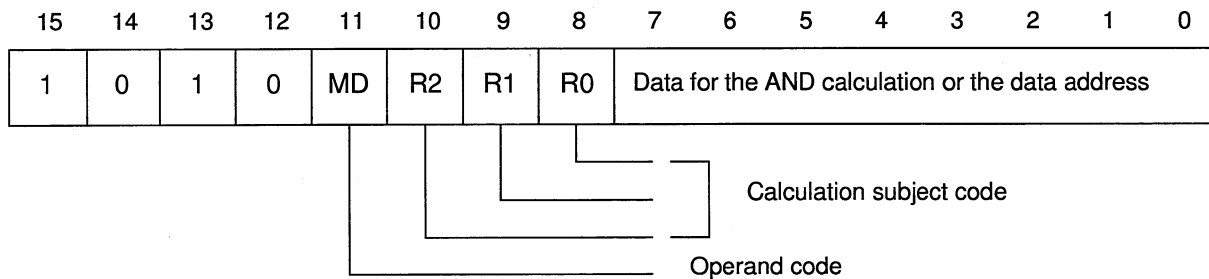 15 14 13 12 11 10 9 8 7 6 5 4 3 2 1 0
1 0 1 0 MD R2 R1 R0 Data for the AND calculation or the data address
Calculation subject code
Operand code